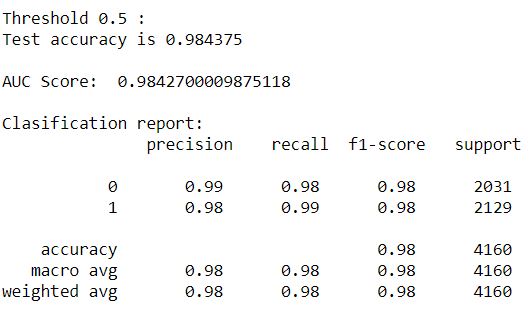 Threshold 0.5 :
Test accuracy is 0.984375
AUC Score: 0.9842700009875118
Clasification report:
precision recall f1-score support
0 0.99 0.98 0.98 2031
1 0.98 0.99 0.98 2129
accuracy 0.98 4160
macro avg 0.98 0.98 0.98 4160
weighted avg 0.98 0.98 0.98 4160